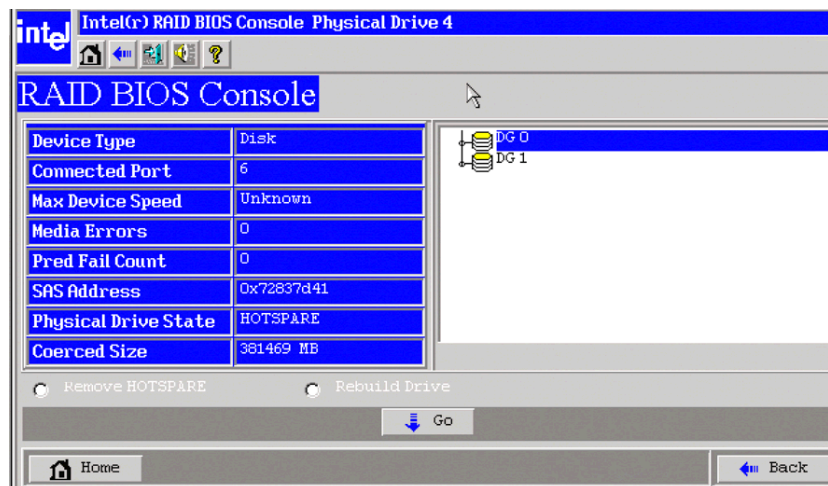 intel
Intel(r) RAID BIOS Console Physical Drive 4
RAID BIOS Console
Device Type Disk
Connected Port 6
Max Device Speed Unknown
Media Errors 0
Pred Fail Count 0
SAS Address 0x72837d41
Physical Drive State HOTSPARE
Coerced Size 381469 MB
DG 0
DG 1
Remove HOTSPARE Rebuild Drive
Go
Home Back